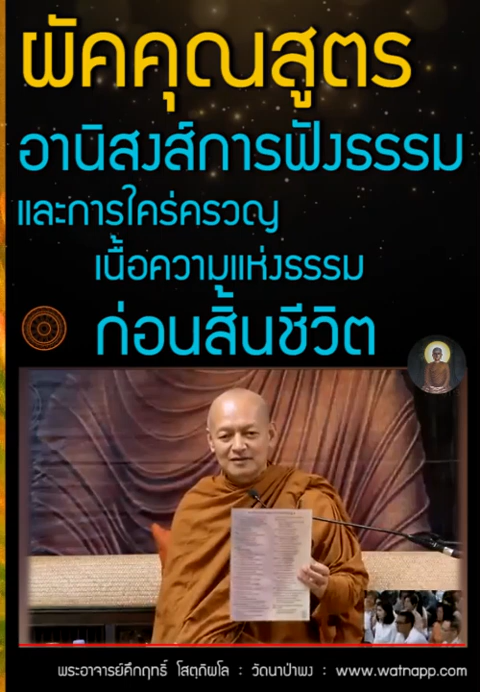 ผัคคุณสูตร
อานิสงส์การฟังธรรม
และการใคร่ครวญ
เนื้อความแห่งธรรม
ก่อนสิ้นชีวิต
พระอาจารย์คึกฤทธิ์ โสตฺถิผโล : วัดนาป่าพง : www.watnapp.com